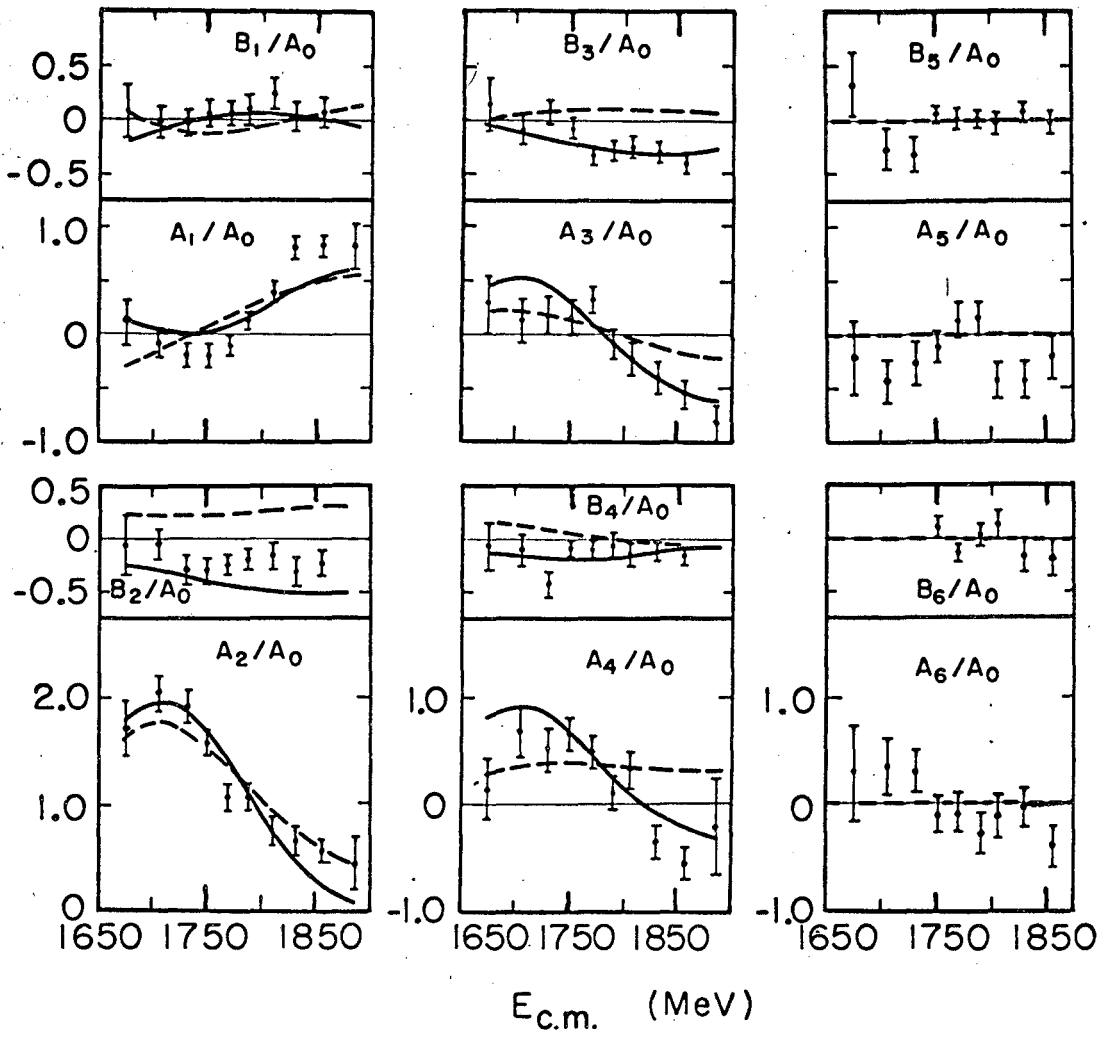 B₁/A₀ B₃/A₀ B₅/A₀
0.5
0
-0.5
A₁/A₀ A₃/A₀ A₅/A₀
1.0
0
-1.0
0.5
B₄/A₀
0
-0.5 B₂/A₀ B₆/A₀
A₂/A₀ A₄/A₀ A₆/A₀
2.0 1.0 1.0
1.0 0 0
0 -1.0 -1.0
1650 1750 1850 1650 1750 1850 1650 1750 1850
E_c.m. (MeV)